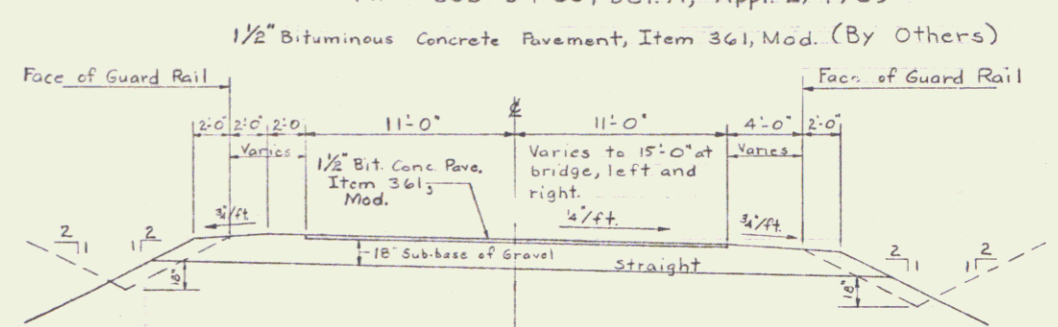 1½" Bituminous Concrete Pavement, Item 361, Mod. (By Others)
Face of Guard Rail
Face of Guard Rail
℄
2'-0" 2'-0" 2'-0 11'-0" 11'-0" 4'-0" 2'-0"
Varies
Varies
1½" Bit. Conc. Pave.
Item 361,
Mod.
Varies to 15'-0" at
bridge, left and
right.
¾"/ft.
¼"/ft.
¾"/ft.
2
1
2
1
18" Sub-base of Gravel
Straight
2
1
2
1
18"
18"